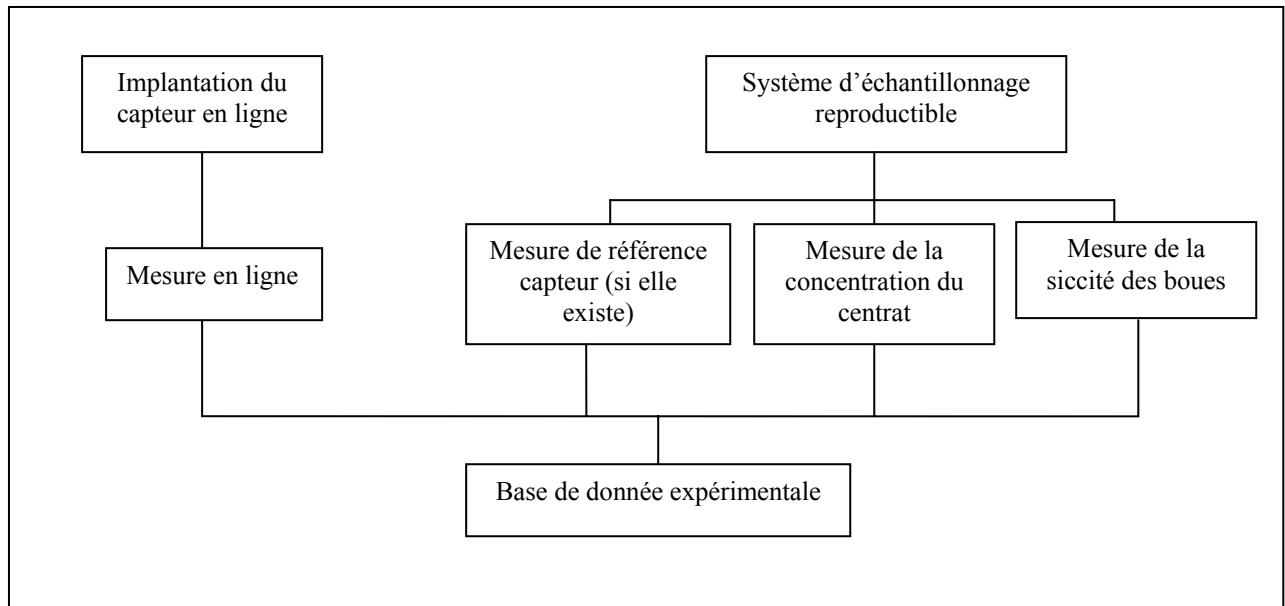 Implantation du
capteur en ligne
Système d’échantillonnage
reproductible
Mesure en ligne
Mesure de référence
capteur (si elle
existe)
Mesure de la
concentration du
centrat
Mesure de la
siccité des boues
Base de donnée expérimentale